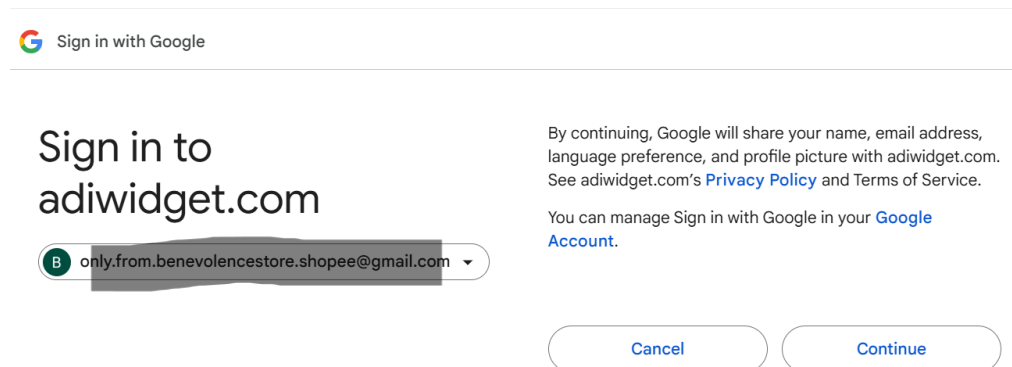 Sign in with Google
Sign in to
adiwidget.com
B
only.from.benevolencestore.shopee@gmail.com
By continuing, Google will share your name, email address,
language preference, and profile picture with adiwidget.com.
See adiwidget.com’s Privacy Policy and Terms of Service.
You can manage Sign in with Google in your Google
Account.
Cancel
Continue